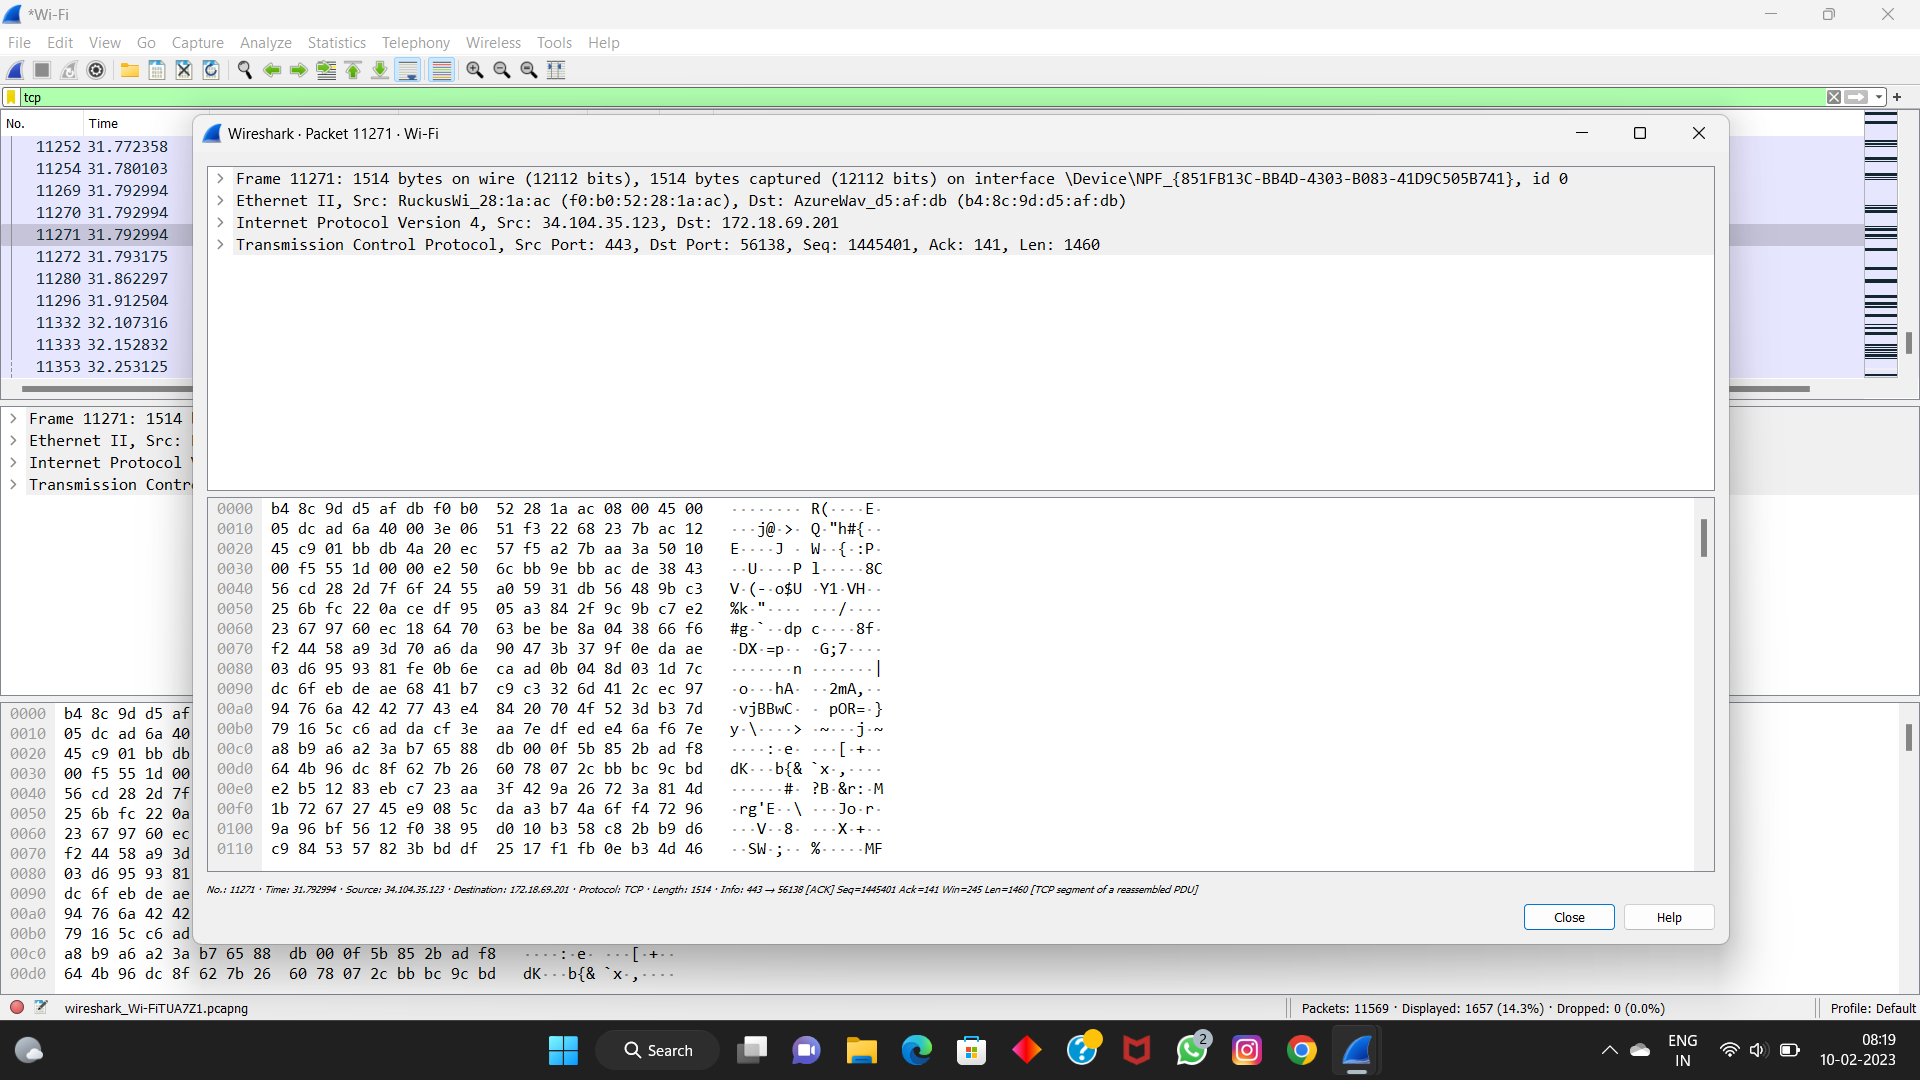 *Wi-Fi
File Edit View Go Capture Analyze Statistics Telephony Wireless Tools Help
tcp
No. Time
11252 31.772358
11254 31.780103
11269 31.792994
11270 31.792994
11271 31.792994
11272 31.793175
11280 31.862297
11296 31.912504
11332 32.107316
11333 32.152832
11353 32.253125
Frame 11271: 1514
Ethernet II, Src:
Internet Protocol
Transmission Contr
0000 b4 8c 9d d5 af
0010 05 dc ad 6a 40
0020 45 c9 01 bb db
0030 00 f5 55 1d 00
0040 56 cd 28 2d 7f
0050 25 6b fc 22 0a
0060 23 67 97 60 ec
0070 f2 44 58 a9 3d
0080 03 d6 95 93 81
0090 dc 6f eb de ae
00a0 94 76 6a 42 42
00b0 79 16 5c c6 ad
00c0 a8 b9 a6 a2 3a b7 65 88 db 00 0f 5b 85 2b ad f8 ····:·e· ···[·+··
00d0 64 4b 96 dc 8f 62 7b 26 60 78 07 2c bb bc 9c bd dK···b{& `x·,····
Wireshark · Packet 11271 · Wi-Fi
Frame 11271: 1514 bytes on wire (12112 bits), 1514 bytes captured (12112 bits) on interface \Device\NPF_{851FB13C-BB4D-4303-B083-41D9C505B741}, id 0
Ethernet II, Src: RuckusWi_28:1a:ac (f0:b0:52:28:1a:ac), Dst: AzureWav_d5:af:db (b4:8c:9d:d5:af:db)
Internet Protocol Version 4, Src: 34.104.35.123, Dst: 172.18.69.201
Transmission Control Protocol, Src Port: 443, Dst Port: 56138, Seq: 1445401, Ack: 141, Len: 1460
0000 b4 8c 9d d5 af db f0 b0 52 28 1a ac 08 00 45 00 ········ R(····E·
0010 05 dc ad 6a 40 00 3e 06 51 f3 22 68 23 7b ac 12 ···j@·>· Q·"h#{··
0020 45 c9 01 bb db 4a 20 ec 57 f5 a2 7b aa 3a 50 10 E····J · W··{·:P·
0030 00 f5 55 1d 00 00 e2 50 6c bb 9e bb ac de 38 43 ··U····P l·····8C
0040 56 cd 28 2d 7f 6f 24 55 a0 59 31 db 56 48 9b c3 V·(-·o$U ·Y1·VH··
0050 25 6b fc 22 0a ce df 95 05 a3 84 2f 9c 9b c7 e2 %k·"···· ···/····
0060 23 67 97 60 ec 18 64 70 63 be be 8a 04 38 66 f6 #g·`··dp c····8f·
0070 f2 44 58 a9 3d 70 a6 da 90 47 3b 37 9f 0e da ae ·DX·=p·· ·G;7····
0080 03 d6 95 93 81 fe 0b 6e ca ad 0b 04 8d 03 1d 7c ·······n ·······|
0090 dc 6f eb de ae 68 41 b7 c9 c3 32 6d 41 2c ec 97 ·o···hA· ··2mA,··
00a0 94 76 6a 42 42 77 43 e4 84 20 70 4f 52 3d b3 7d ·vjBBwC· · pOR=·}
00b0 79 16 5c c6 ad da cf 3e aa 7e df ed e4 6a f6 7e y·\····> ·~···j·~
00c0 a8 b9 a6 a2 3a b7 65 88 db 00 0f 5b 85 2b ad f8 ····:·e· ···[·+··
00d0 64 4b 96 dc 8f 62 7b 26 60 78 07 2c bb bc 9c bd dK···b{& `x·,····
00e0 e2 b5 12 83 eb c7 23 aa 3f 42 9a 26 72 3a 81 4d ······#· ?B·&r:·M
00f0 1b 72 67 27 45 e9 08 5c da a3 b7 4a 6f f4 72 96 ·rg'E··\ ···Jo·r·
0100 9a 96 bf 56 12 f0 38 95 d0 10 b3 58 c8 2b b9 d6 ···V··8· ···X·+··
0110 c9 84 53 57 82 3b bd df 25 17 f1 fb 0e b3 4d 46 ··SW·;·· %·····MF
No.: 11271 · Time: 31.792994 · Source: 34.104.35.123 · Destination: 172.18.69.201 · Protocol: TCP · Length: 1514 · Info: 443 → 56138 [ACK] Seq=1445401 Ack=141 Win=245 Len=1460 [TCP segment of a reassembled PDU]
Close Help
wireshark_Wi-FiTUA7Z1.pcapng
Packets: 11569 · Displayed: 1657 (14.3%) · Dropped: 0 (0.0%)
Profile: Default
Search
2
ENG
IN
08:19
10-02-2023